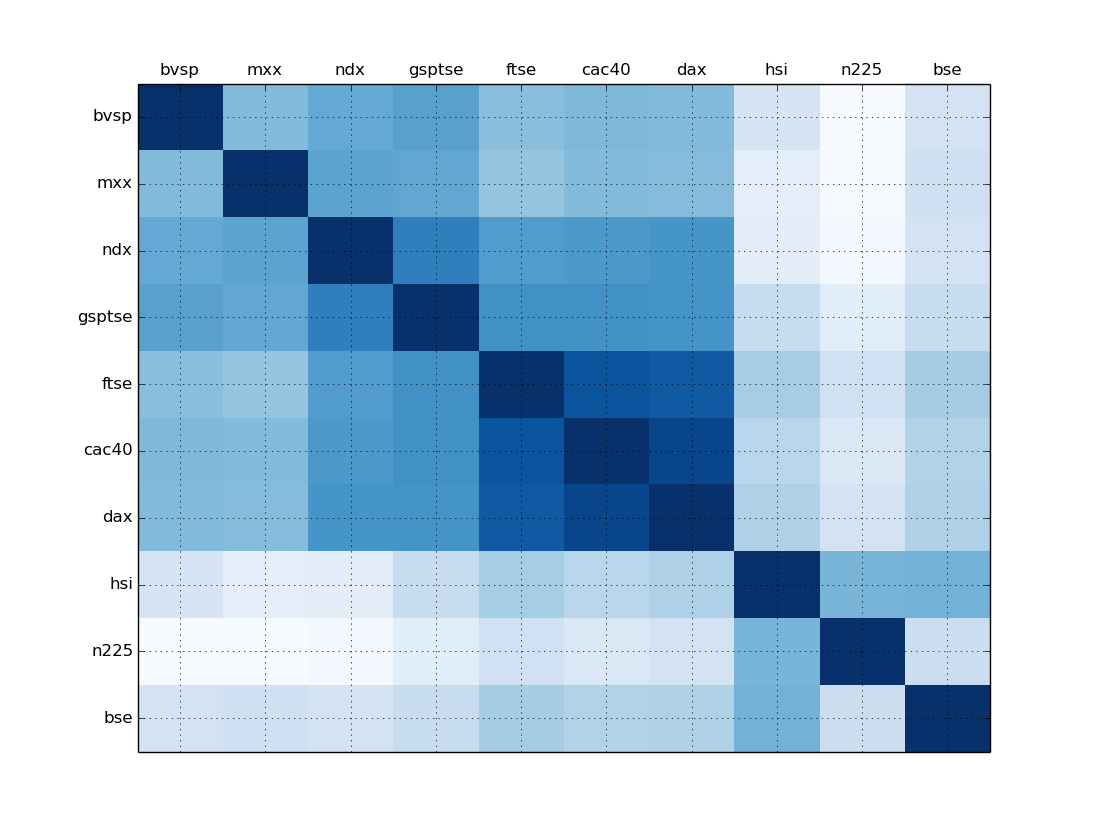 bvsp mxx ndx gsptse ftse cac40 dax hsi n225 bse
bvsp
mxx
ndx
gsptse
ftse
cac40
dax
hsi
n225
bse